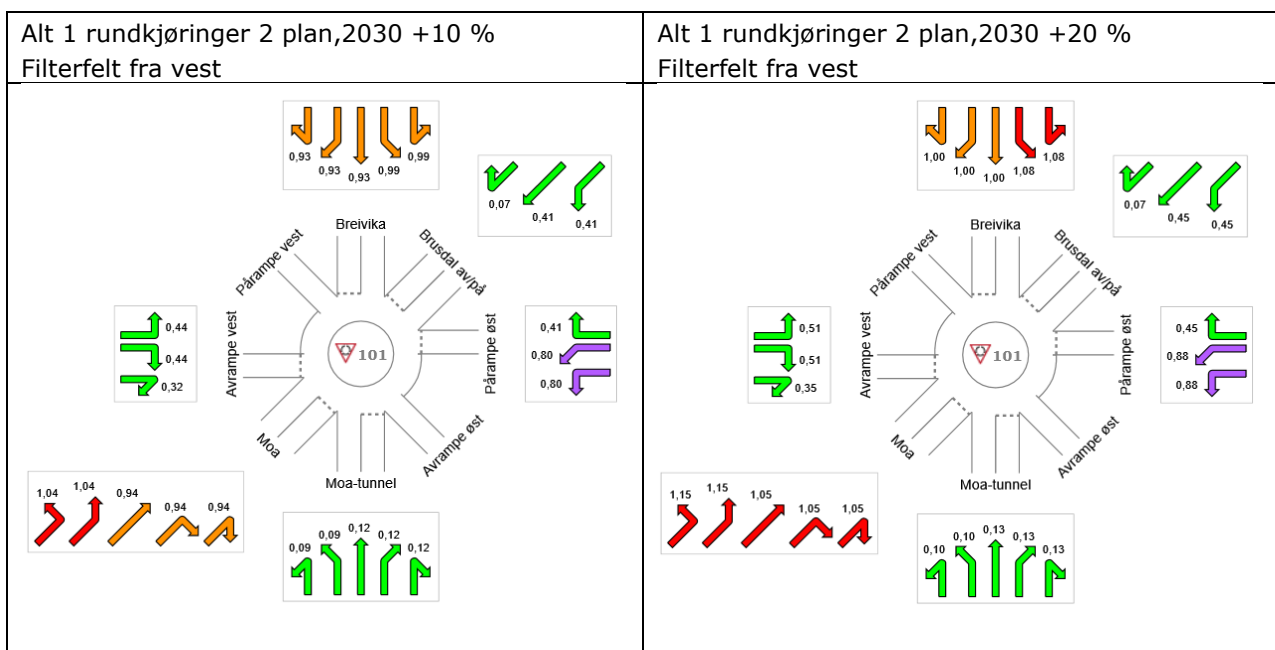 Alt 1 rundkjøringer 2 plan,2030 +10 %
Filterfelt fra vest
0,93
0,93
0,93
0,99
0,99
0,07
0,41
0,41
Breivika
Pårampe vest
Brusdal av/på
0,44
0,44
0,32
Avrampe vest
101
Pårampe øst
0,41
0,80
0,80
Moa
Avrampe øst
Moa-tunnel
1,04
1,04
0,94
0,94
0,94
0,09
0,09
0,12
0,12
0,12
Alt 1 rundkjøringer 2 plan,2030 +20 %
Filterfelt fra vest
1,00
1,00
1,00
1,08
1,08
0,07
0,45
0,45
Breivika
Pårampe vest
Brusdal av/på
0,51
0,51
0,35
Avrampe vest
101
Pårampe øst
0,45
0,88
0,88
Moa
Avrampe øst
Moa-tunnel
1,15
1,15
1,05
1,05
1,05
0,10
0,10
0,13
0,13
0,13